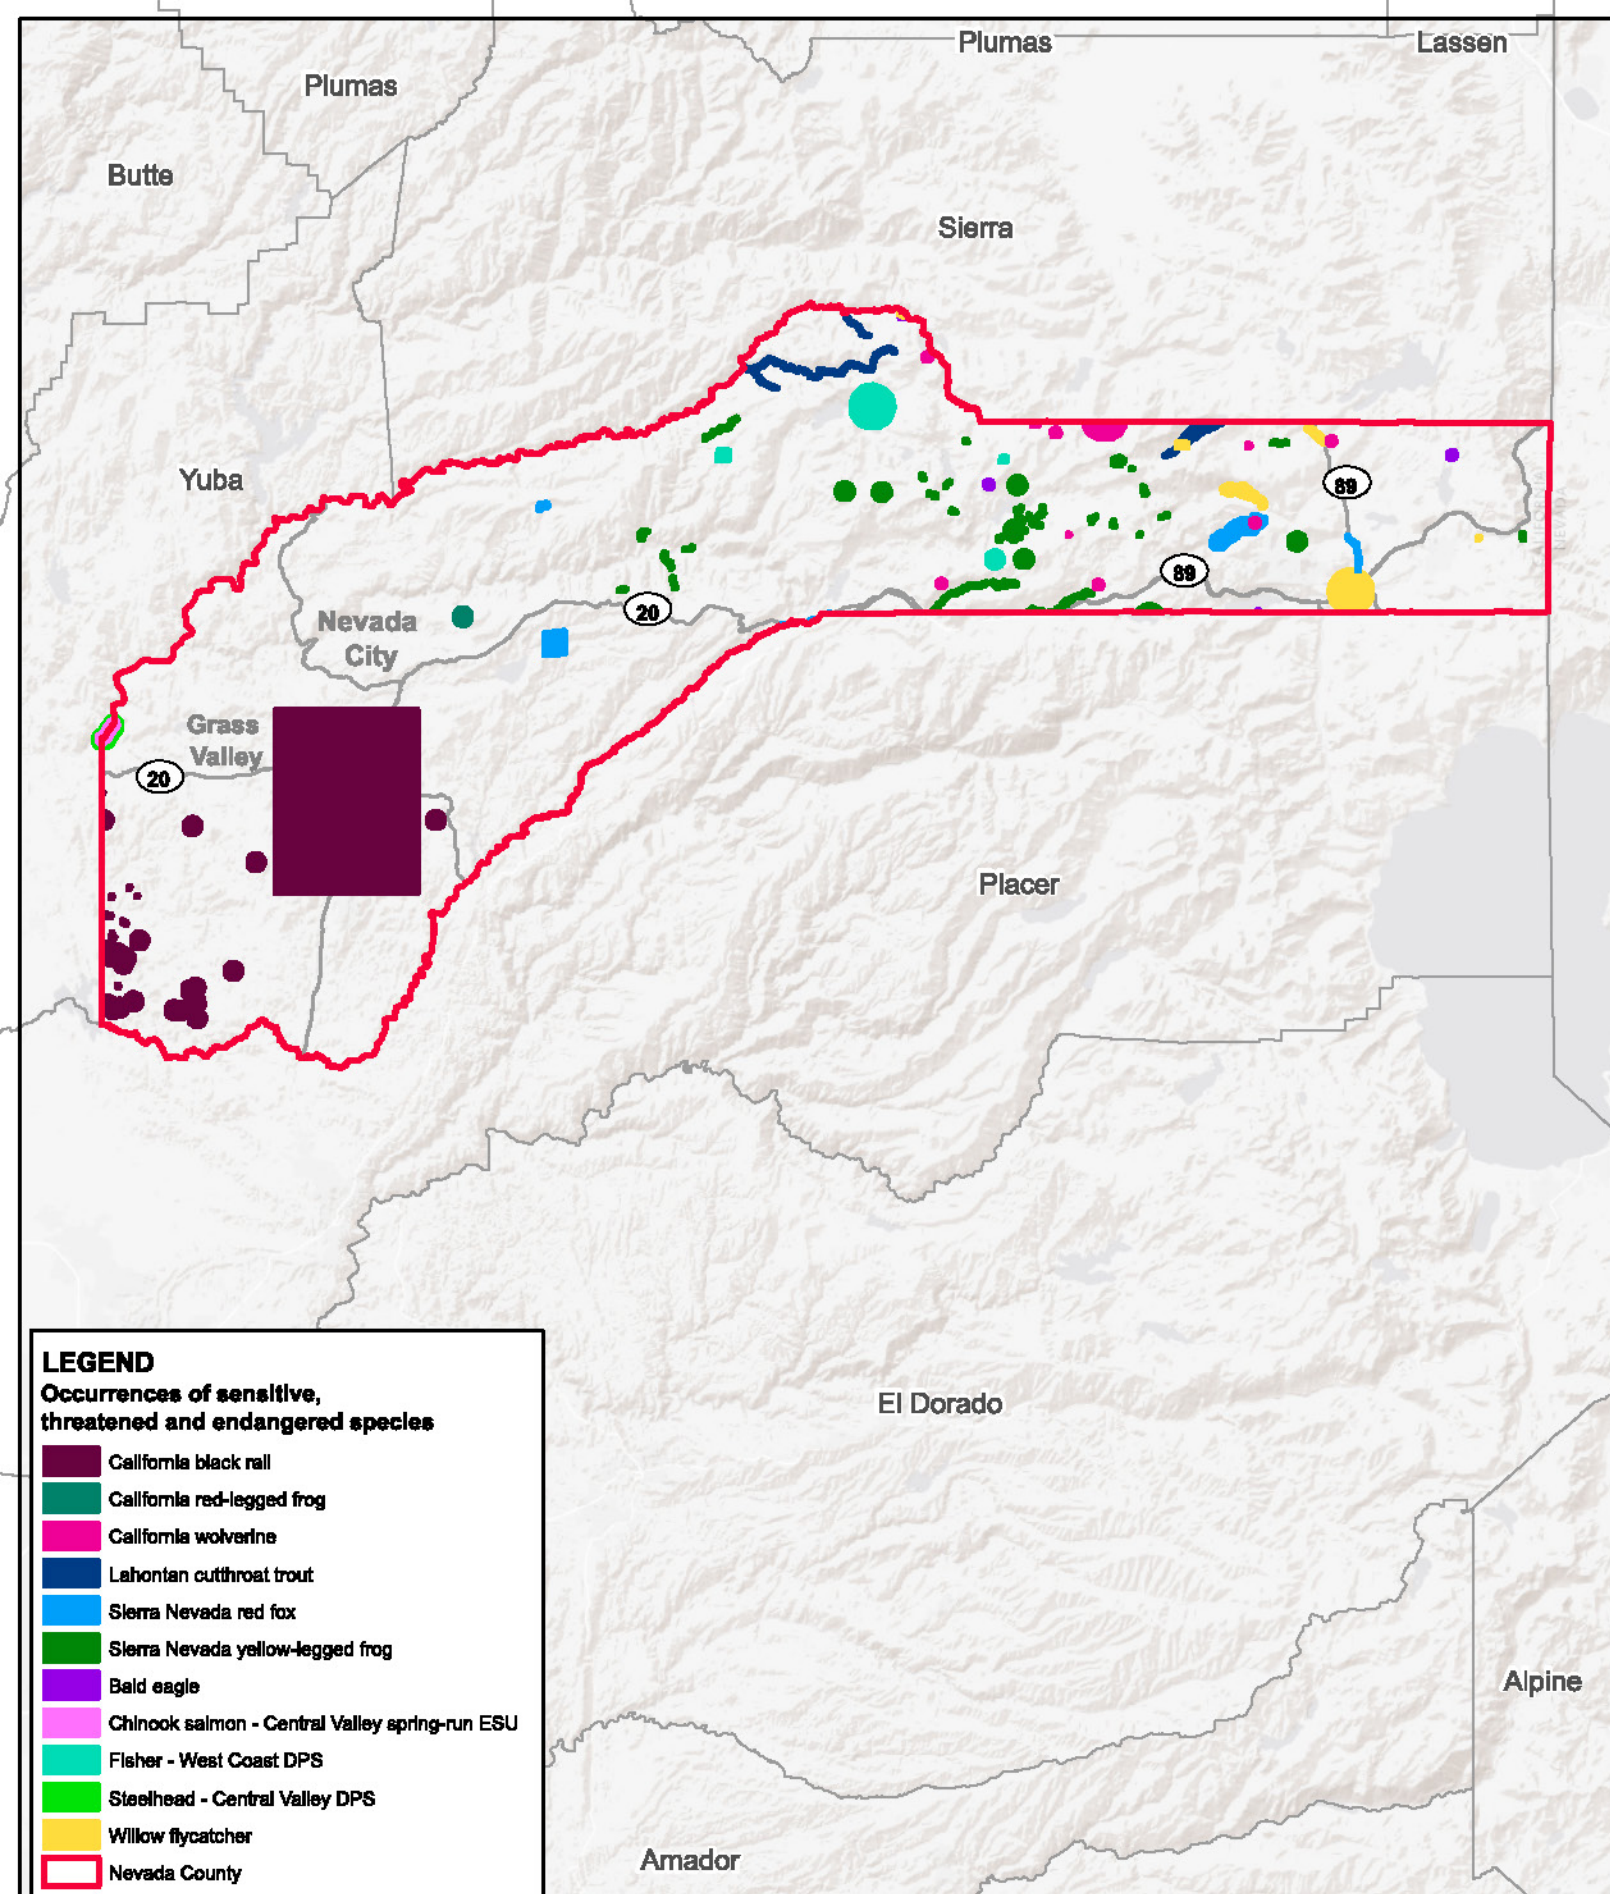 Plumas
Lassen
Plumas
Butte
Sierra
Yuba
89
89
20
Nevada
City
Grass
Valley
20
NEVADA
Placer
El Dorado
Alpine
Amador
LEGEND
Occurrences of sensitive,
threatened and endangered species
California black rail
California red-legged frog
California wolverine
Lahontan cutthroat trout
Sierra Nevada red fox
Sierra Nevada yellow-legged frog
Bald eagle
Chinook salmon - Central Valley spring-run ESU
Fisher - West Coast DPS
Steelhead - Central Valley DPS
Willow flycatcher
Nevada County